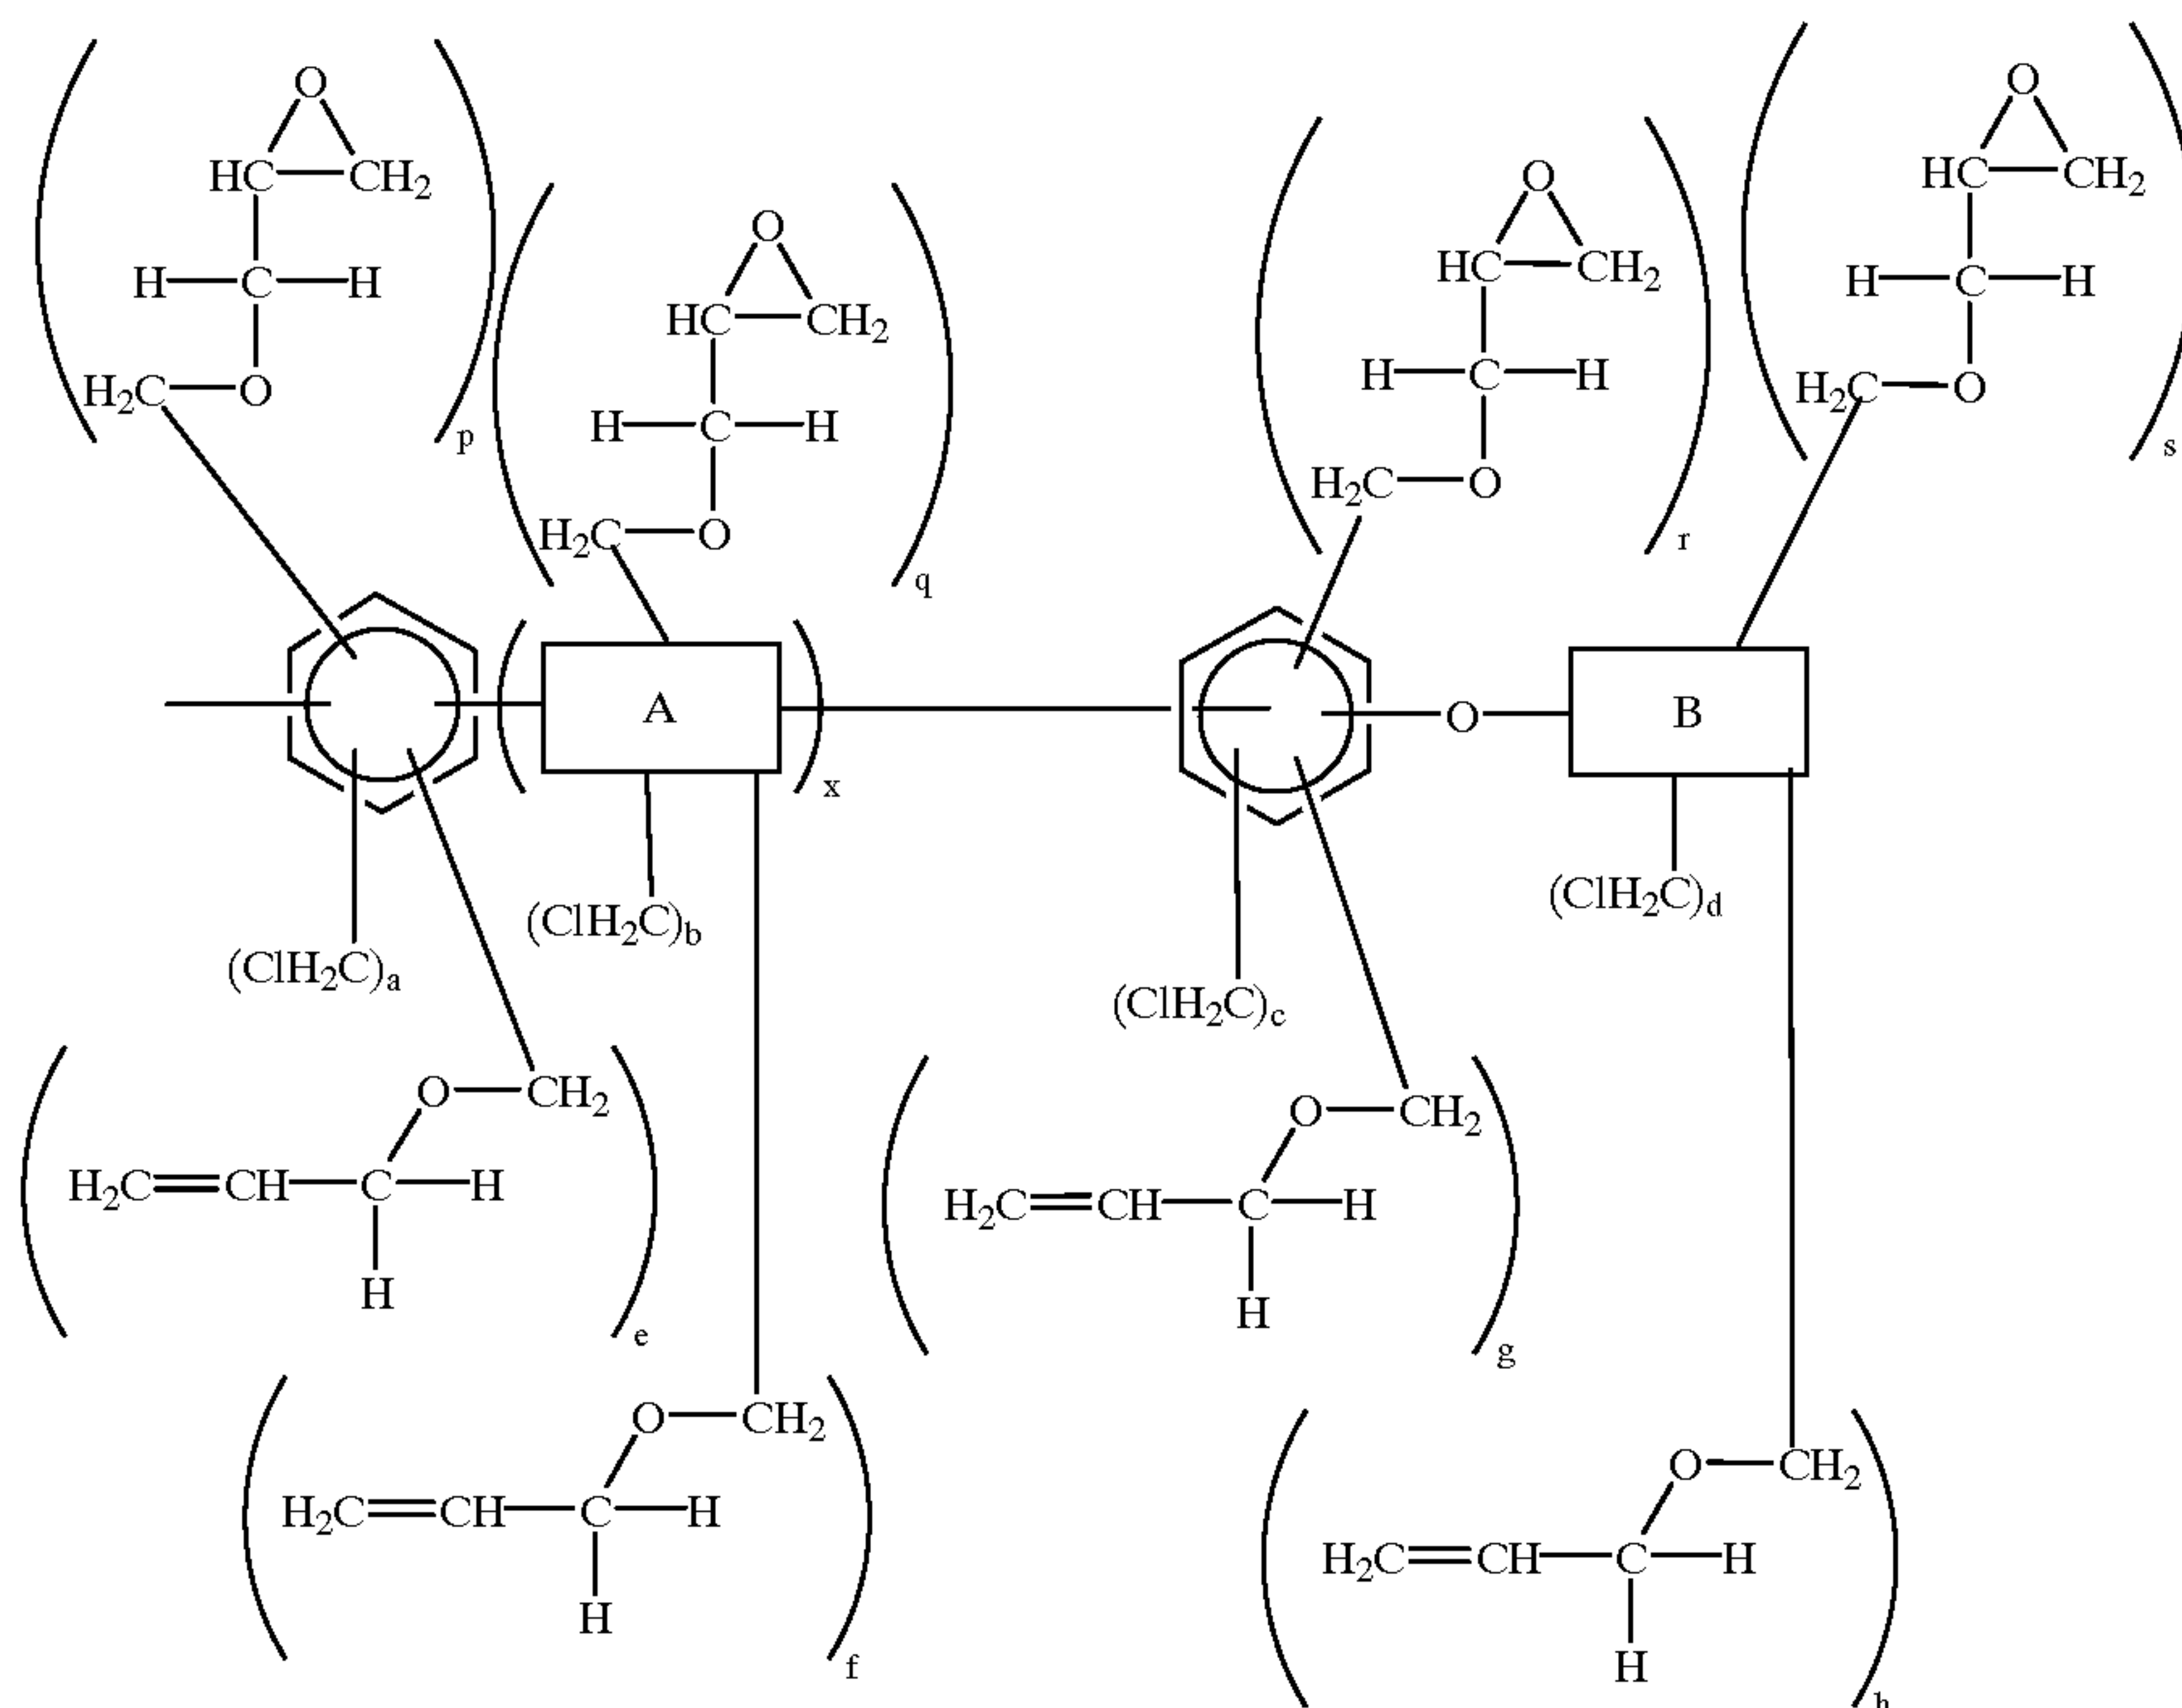 O O
HC CH2 HC CH2
O O
HC CH2 HC CH2
H C H H C H
H2C O H2C O
H C H H C H
p s
H2C O H2C O
q r
A O B
x
(ClH2C)b (ClH2C)d
(ClH2C)a (ClH2C)c
O CH2 O CH2
H2C CH C H H2C CH C H
H H
e g
O CH2 O CH2
H2C CH C H H2C CH C H
H H
f h